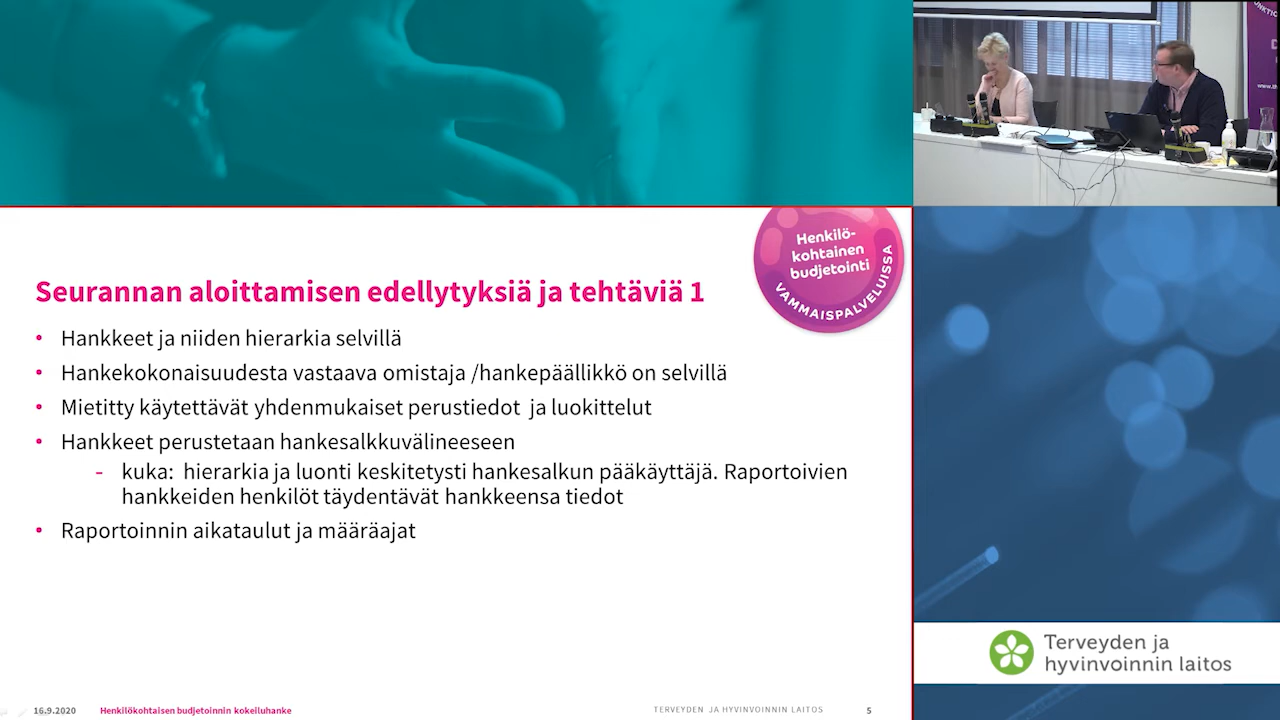 Henkilö-
kohtainen
budjetointi
VAMMAISPALVELUISSA
Seurannan aloittamisen edellytyksiä ja tehtäviä 1
• Hankkeet ja niiden hierarkia selvillä
• Hankekokonaisuudesta vastaava omistaja /hankepäällikkö on selvillä
• Mietitty käytettävät yhdenmukaiset perustiedot ja luokittelut
• Hankkeet perustetaan hankesalkkuvälineeseen
- kuka: hierarkia ja luonti keskitetysti hankesalkun pääkäyttäjä. Raportoivien
hankkeiden henkilöt täydentävät hankkeensa tiedot
• Raportoinnin aikataulut ja määräajat
Terveyden ja
hyvinvoinnin laitos
16.9.2020 Henkilökohtaisen budjetoinnin kokeiluhanke TERVEYDEN JA HYVINVOINNIN LAITOS 5